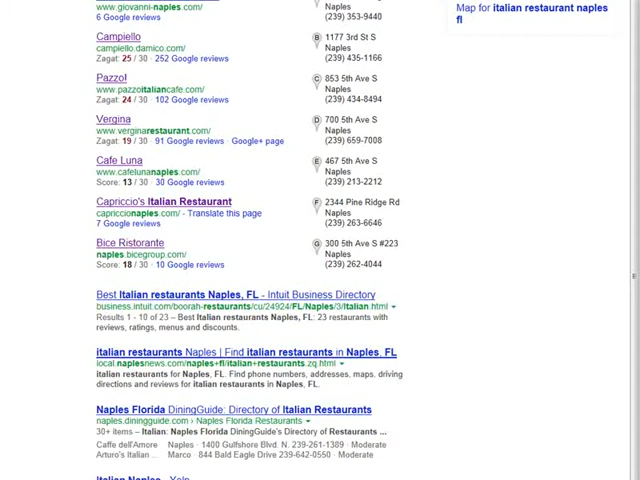 www.giovanni-naples.com/
6 Google reviews
Naples
(239) 353-9440
Map for italian restaurant naples
fl
Campiello
campiello.damico.com/
Zagat: 25 / 30 · 252 Google reviews
B 1177 3rd St S
Naples
(239) 435-1166
Pazzo!
www.pazzoitaliancafe.com/
Zagat: 24 / 30 · 102 Google reviews
C 853 5th Ave S
Naples
(239) 434-8494
Vergina
www.verginarestaurant.com/
Zagat: 19 / 30 · 91 Google reviews · Google+ page
D 700 5th Ave S
Naples
(239) 659-7008
Cafe Luna
www.cafelunanaples.com/
Score: 13 / 30 · 30 Google reviews
E 467 5th Ave S
Naples
(239) 213-2212
Capriccio's Italian Restaurant
capriccionaples.com/ - Translate this page
7 Google reviews
F 2344 Pine Ridge Rd
Naples
(239) 263-6646
Bice Ristorante
naples.bicegroup.com/
Score: 18 / 30 · 10 Google reviews
G 300 5th Ave S #223
Naples
(239) 262-4044
Best Italian restaurants Naples, FL - Intuit Business Directory
business.intuit.com/boorah-restaurants/cu/24924/FL/Naples/3/Italian.html
Results 1 - 10 of 23 – Best Italian restaurants Naples, FL: 23 restaurants with
reviews, ratings, menus and discounts.
italian restaurants Naples | Find italian restaurants in Naples, FL
local.naplesnews.com/naples+fl/italian+restaurants.zq.html
italian restaurants for Naples, FL. Find phone numbers, addresses, maps, driving
directions and reviews for italian restaurants in Naples, FL.
Naples Florida DiningGuide: Directory of Italian Restaurants
naples.diningguide.com › Naples Florida Restaurants
30+ items – Italian: Naples Florida DiningGuide's Directory of Restaurants ...
Caffe dell'Amore Naples · 1400 Gulfshore Blvd. N. 239-261-1389 · Moderate
Arturo's Italian ... Marco · 844 Bald Eagle Drive 239-642-0550 · Moderate
Italian Naples - Yelp